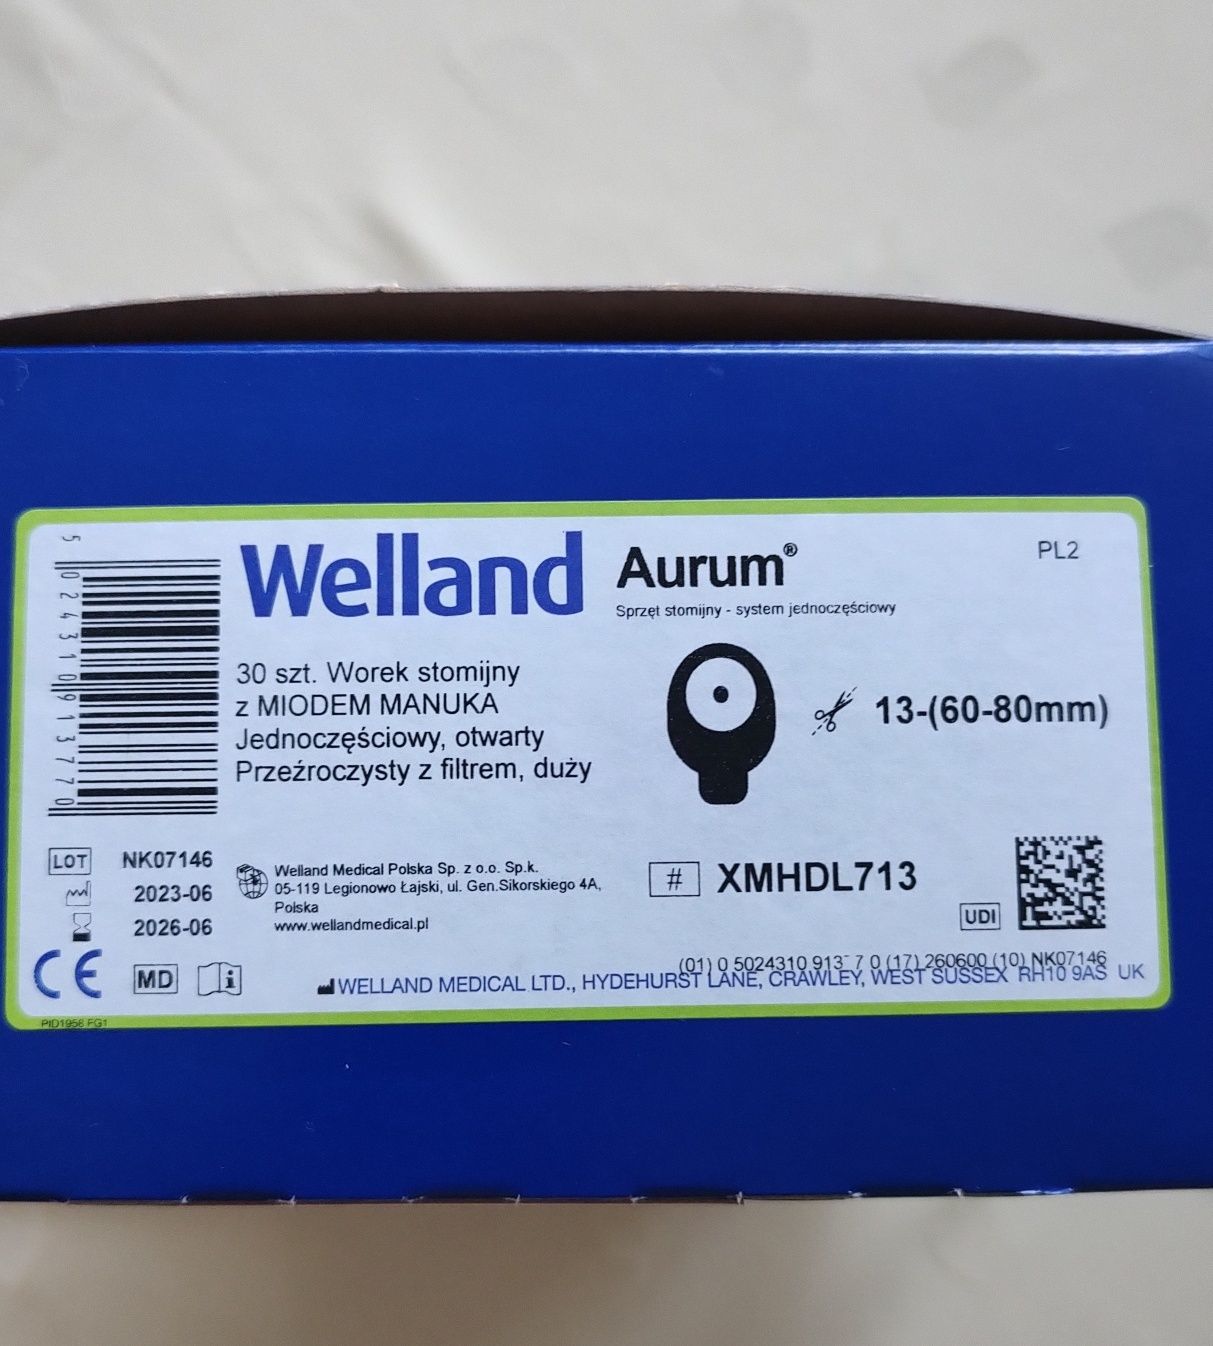 5 024310 913770
Welland
Aurum®
PL2
Sprzęt stomijny - system jednoczęściowy
30 szt. Worek stomijny
z MIODEM MANUKA
Jednoczęściowy, otwarty
Przeźroczysty z filtrem, duży
13-(60-80mm)
LOT NK07146
2023-06
2026-06
Welland Medical Polska Sp. z o.o. Sp.k.
05-119 Legionowo Łajski, ul. Gen.Sikorskiego 4A,
Polska
www.wellandmedical.pl
# XMHDL713
UDI
(01) 0 5024310 913 7 0 (17) 260600 (10) NK07146
CE MD i
WELLAND MEDICAL LTD., HYDEHURST LANE, CRAWLEY, WEST SUSSEX RH10 9AS UK
PID1956 FG1